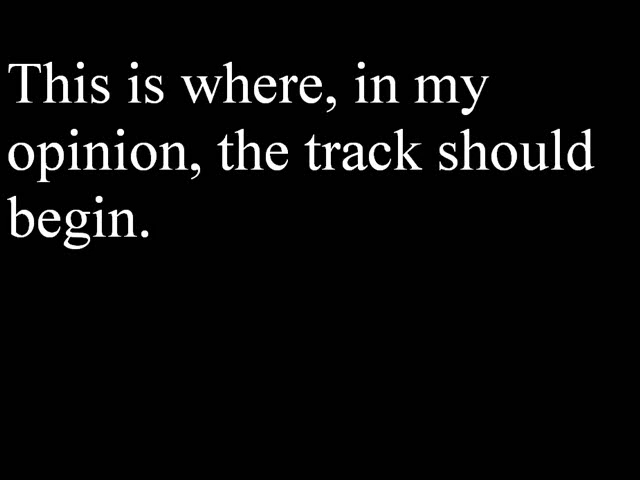 This is where, in my
opinion, the track should
begin.